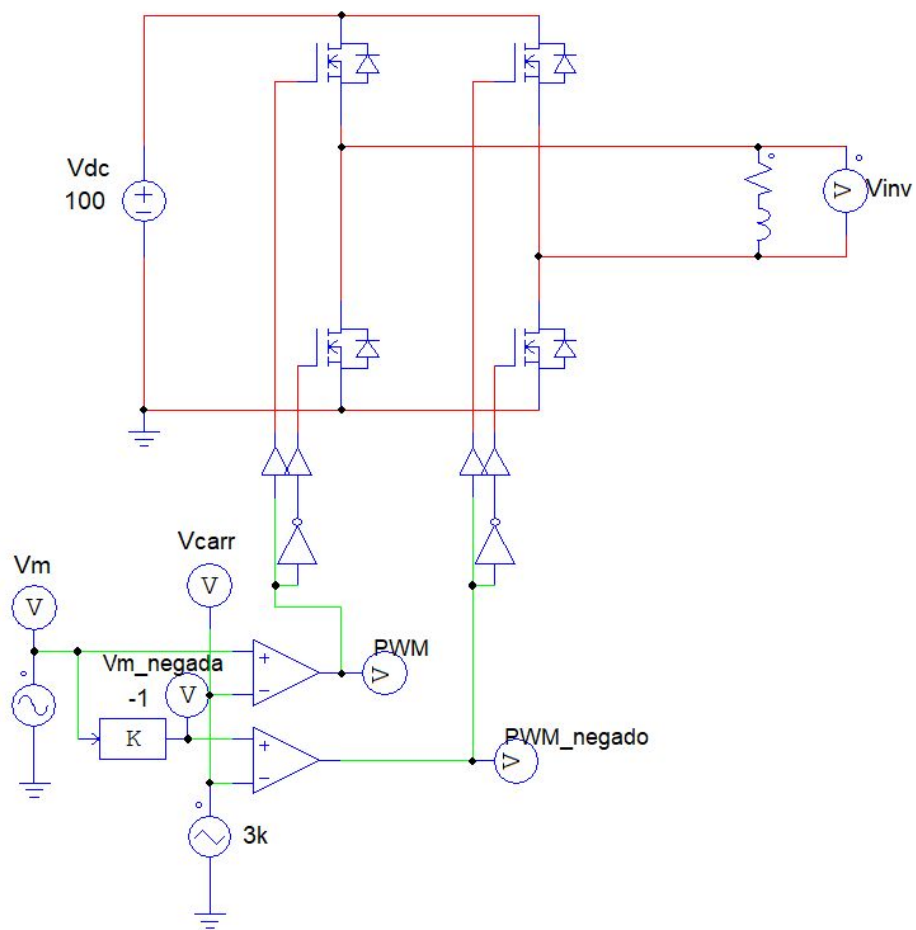 Vdc
100
V
Vinv
Vcarr
V
Vm
V
PWM
V
Vm_negada
-1
V
K
PWM_negado
V
3k